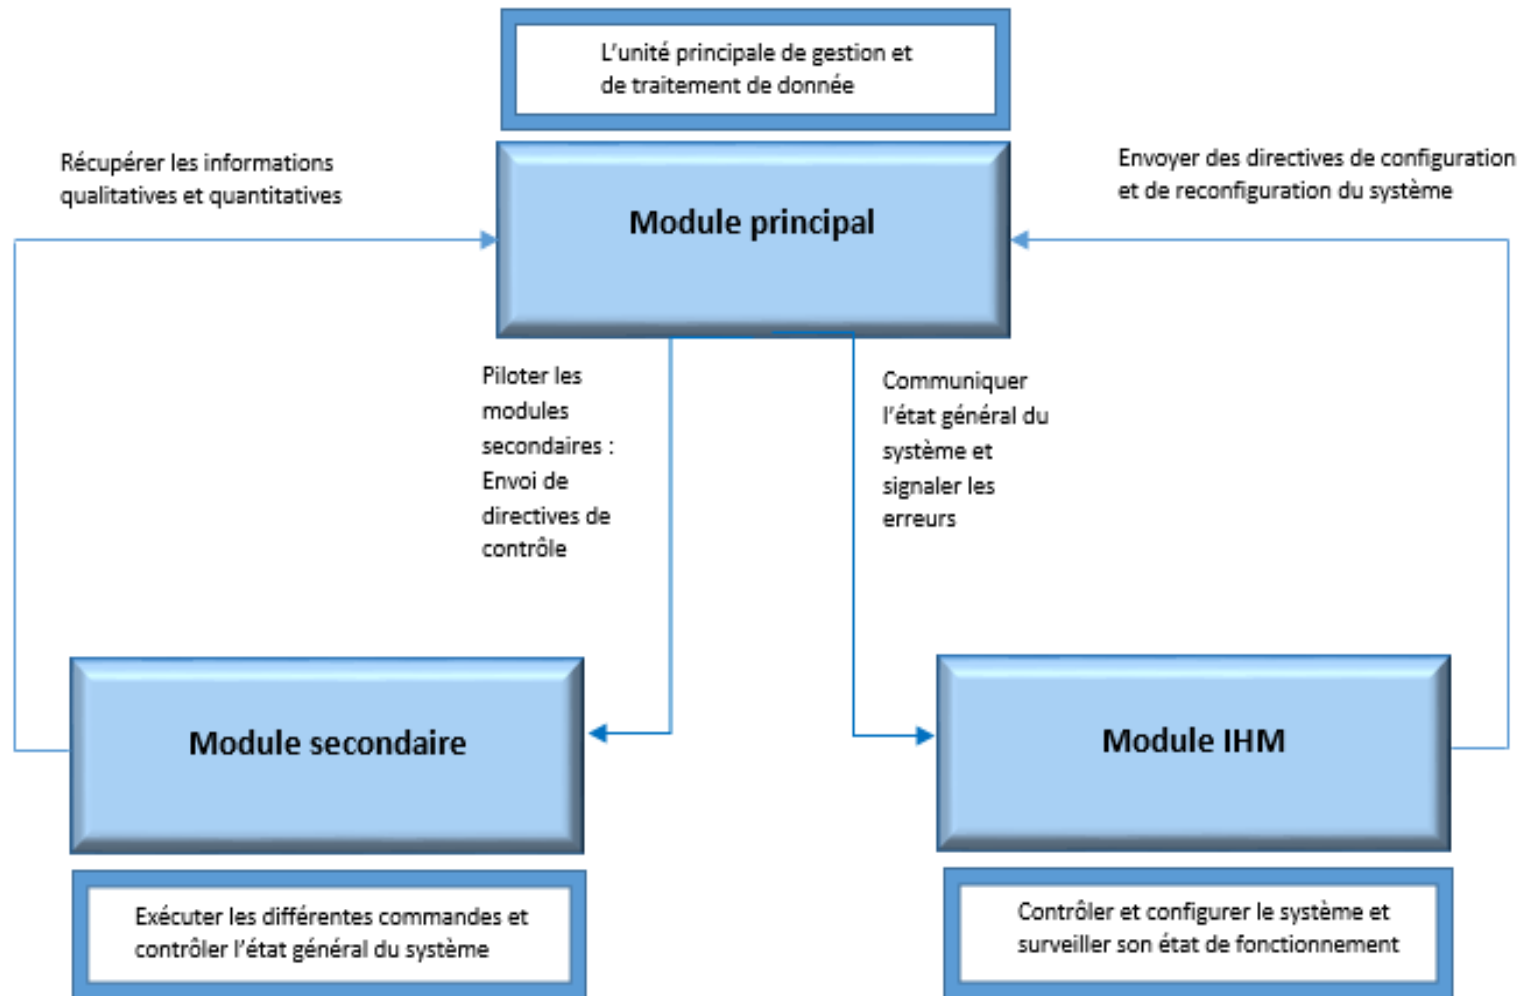 L'unité principale de gestion et
de traitement de donnée
Récupérer les informations
qualitatives et quantitatives
Envoyer des directives de configuration
et de reconfiguration du système
Module principal
Piloter les
modules
secondaires :
Envoi de
directives de
contrôle
Communiquer
l'état général du
système et
signaler les
erreurs
Module secondaire
Module IHM
Exécuter les différentes commandes et
contrôler l'état général du système
Contrôler et configurer le système et
surveiller son état de fonctionnement